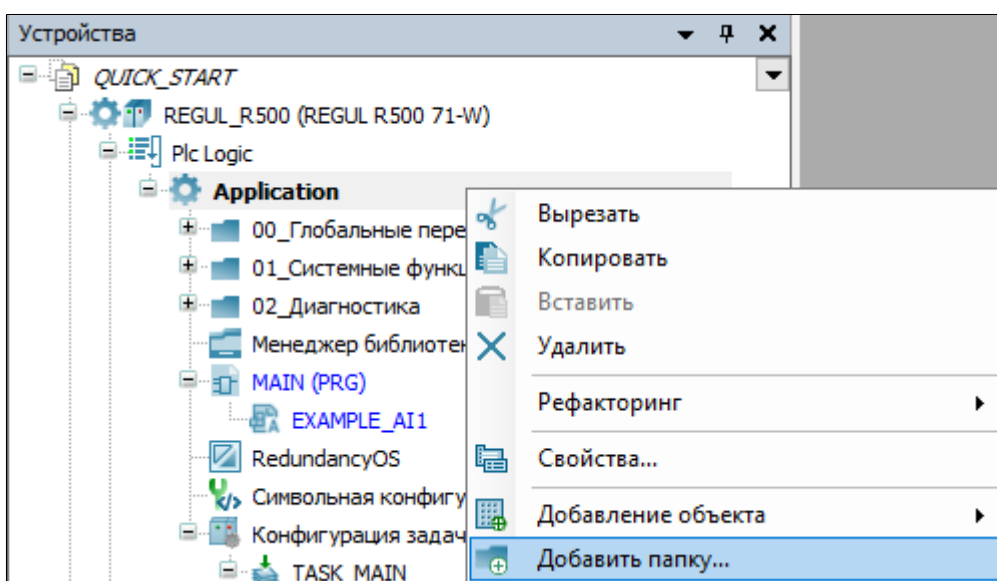 Устройства
QUICK_START
REGUL_R500 (REGUL R500 71-W)
Plc Logic
Application
00_Глобальные пере
01_Системные функц
02_Диагностика
Менеджер библиотек
MAIN (PRG)
EXAMPLE_AI1
RedundancyOS
Символьная конфигу
Конфигурация задач
TASK_MAIN
Вырезать
Копировать
Вставить
Удалить
Рефакторинг
Свойства...
Добавление объекта
Добавить папку...